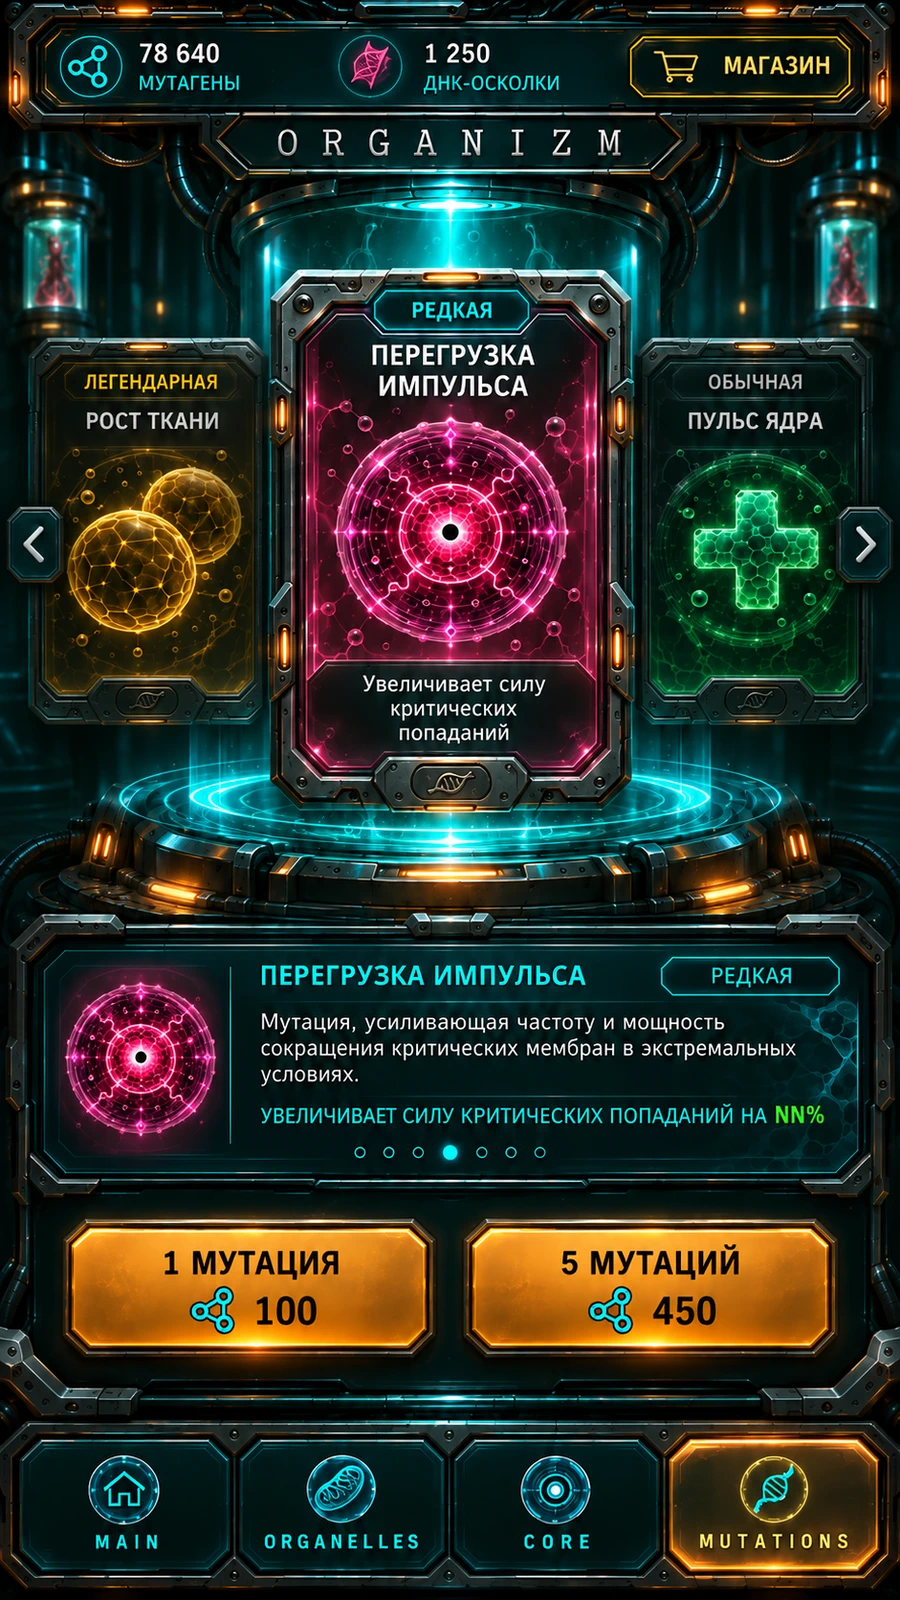 78 640
МУТАГЕНЫ
1 250
ДНК-ОСКОЛКИ
МАГАЗИН
ORGANIZM
ЛЕГЕНДАРНАЯ
РОСТ ТКАНИ
РЕДКАЯ
ПЕРЕГРУЗКА
ИМПУЛЬСА
Увеличивает силу
критических
попаданий
ОБЫЧНАЯ
ПУЛЬС ЯДРА
ПЕРЕГРУЗКА ИМПУЛЬСА
РЕДКАЯ
Мутация, усиливающая частоту и мощность
сокращения критических мембран в экстремальных
условиях.
УВЕЛИЧИВАЕТ СИЛУ КРИТИЧЕСКИХ ПОПАДАНИЙ НА NN%
1 МУТАЦИЯ
100
5 МУТАЦИЙ
450
MAIN
ORGANELLES
CORE
MUTATIONS